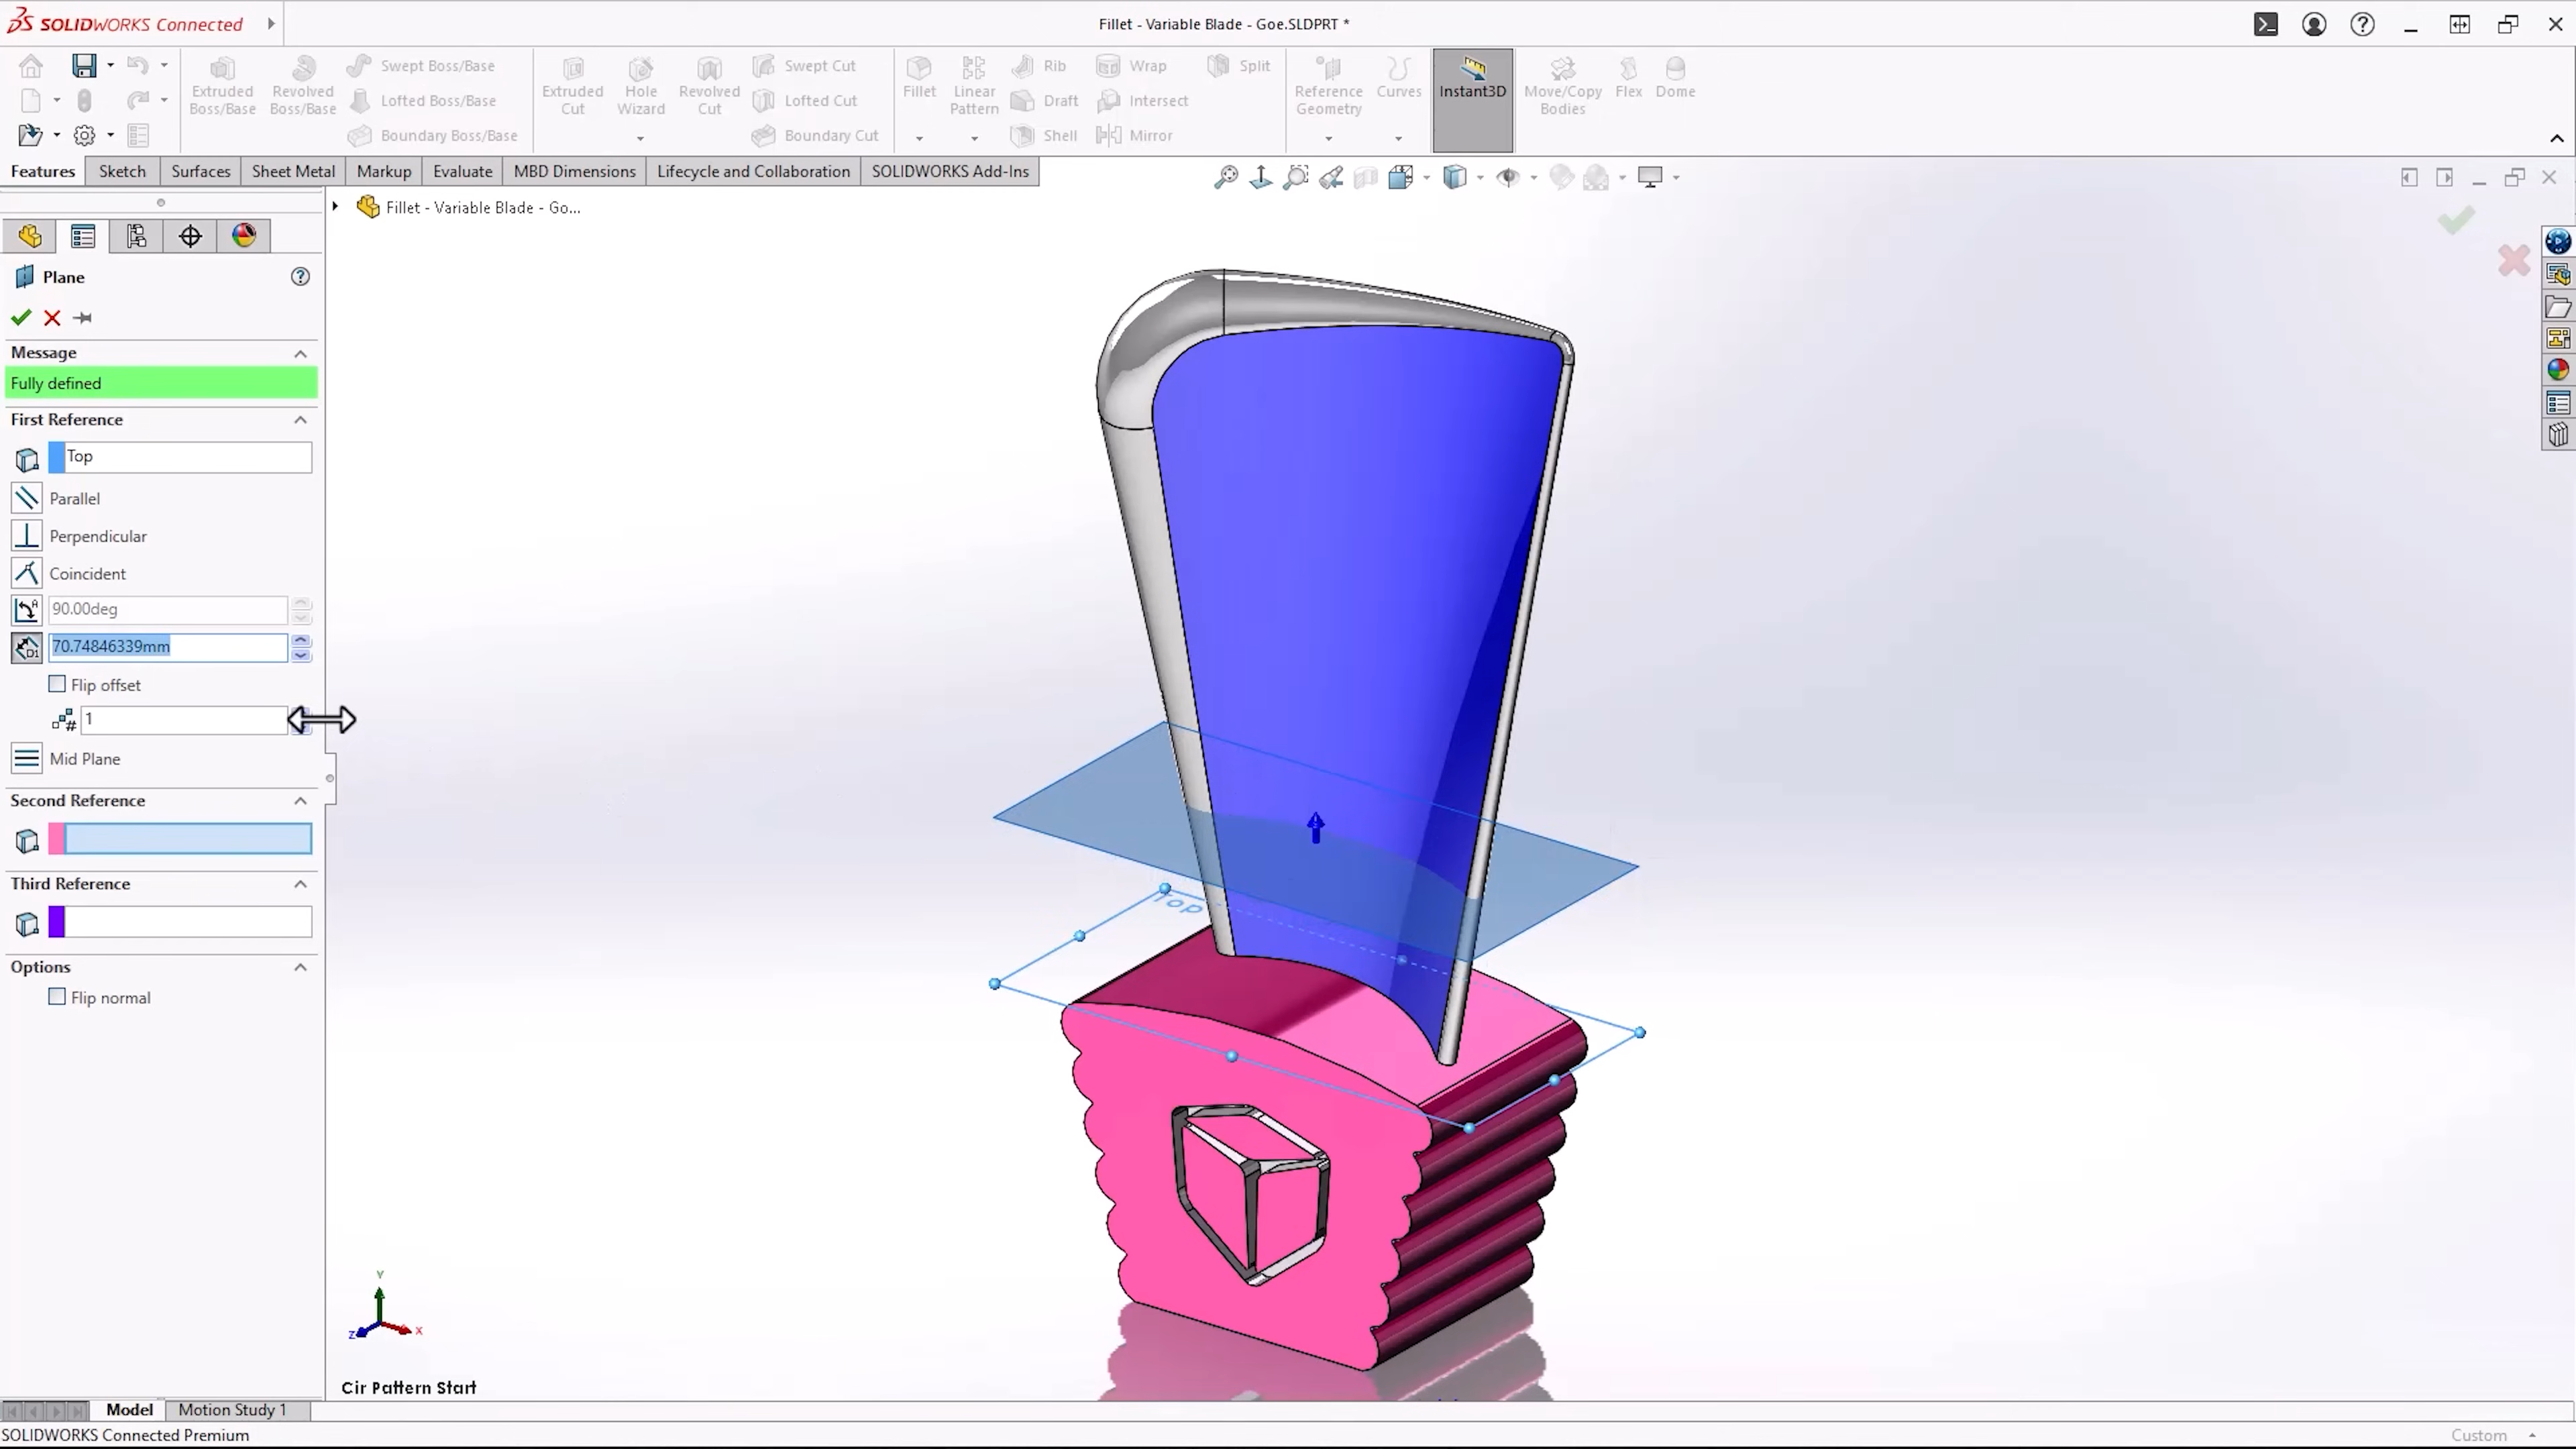 SOLIDWORKS Connected
Fillet - Variable Blade - Goe.SLDPRT *
Extruded Boss/Base
Revolved Boss/Base
Swept Boss/Base
Lofted Boss/Base
Boundary Boss/Base
Extruded Cut
Hole Wizard
Revolved Cut
Swept Cut
Lofted Cut
Boundary Cut
Fillet
Linear Pattern
Rib
Draft
Shell
Wrap
Intersect
Mirror
Split
Reference Geometry
Curves
Instant3D
Move/Copy Bodies
Flex
Dome
Features
Sketch
Surfaces
Sheet Metal
Markup
Evaluate
MBD Dimensions
Lifecycle and Collaboration
SOLIDWORKS Add-Ins
Fillet - Variable Blade - Go...
Plane
Message
Fully defined
First Reference
Top
Parallel
Perpendicular
Coincident
90.00deg
70.74846339mm
Flip offset
1
Mid Plane
Second Reference
Third Reference
Options
Flip normal
Top
Y
Z
X
Cir Pattern Start
Model
Motion Study 1
SOLIDWORKS Connected Premium
Custom